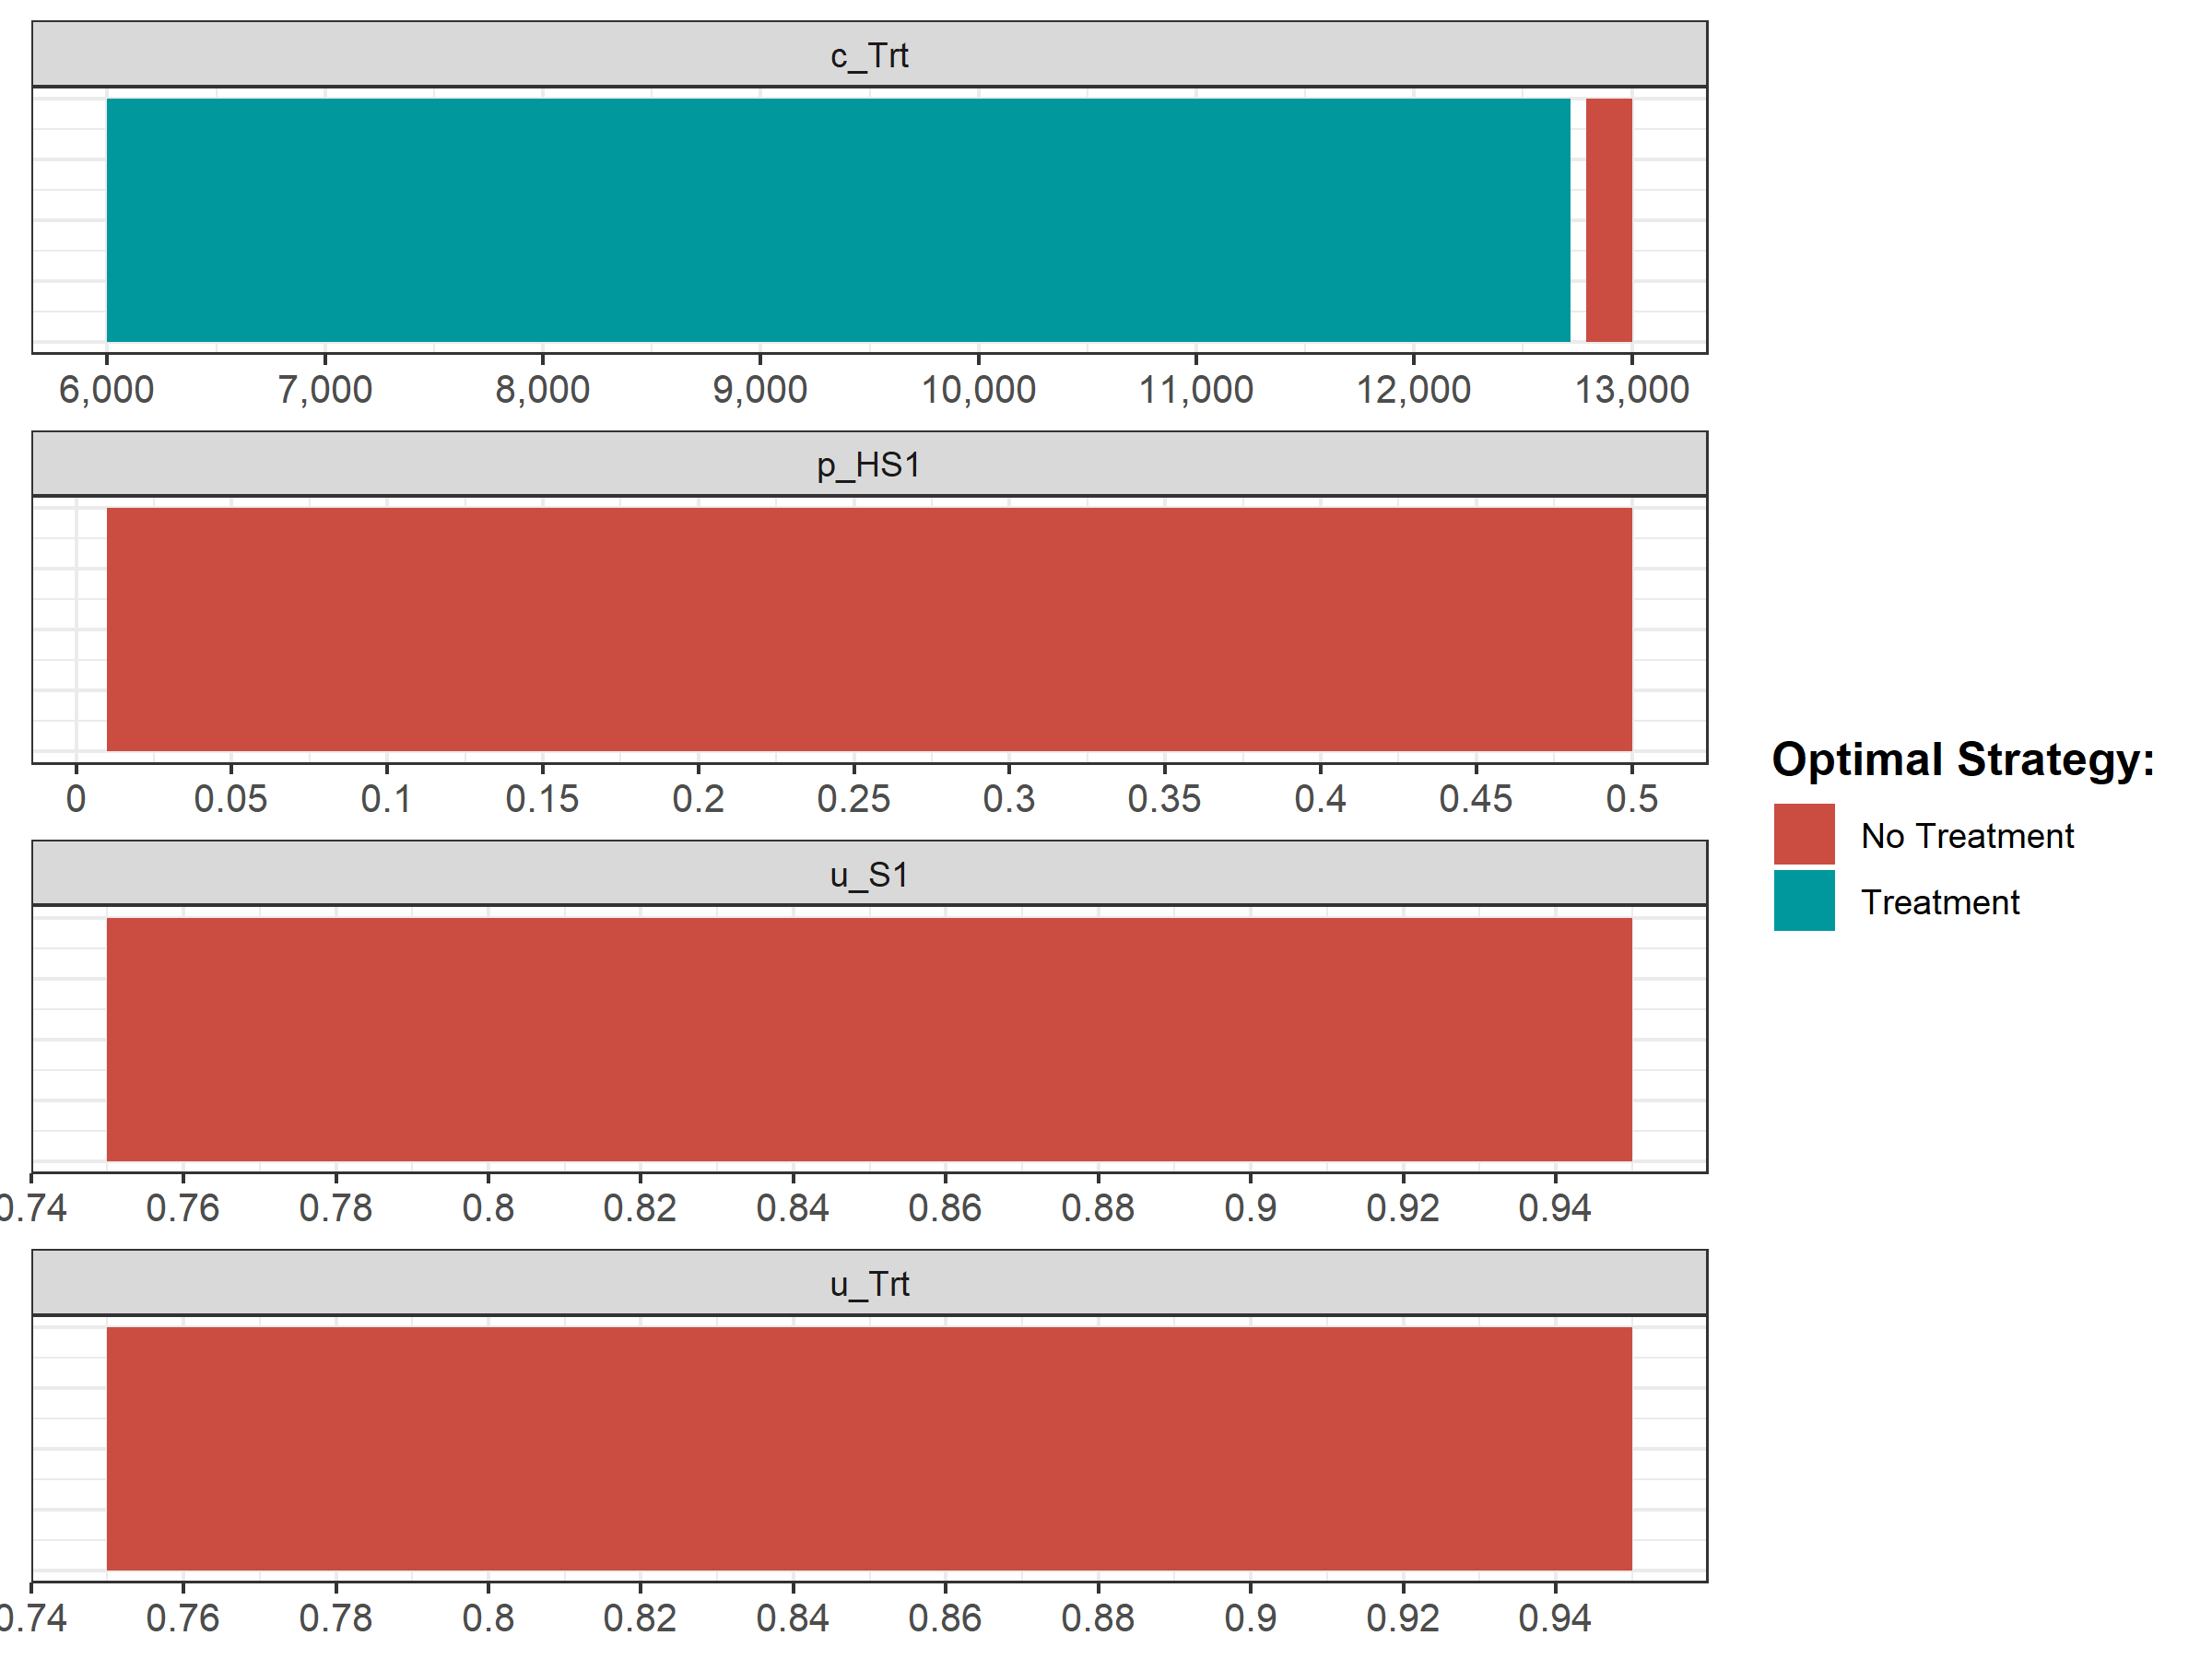 c_Trt
6,000 7,000 8,000 9,000 10,000 11,000 12,000 13,000
p_HS1
0 0.05 0.1 0.15 0.2 0.25 0.3 0.35 0.4 0.45 0.5
Optimal Strategy:
No Treatment
Treatment
u_S1
0.74 0.76 0.78 0.8 0.82 0.84 0.86 0.88 0.9 0.92 0.94
u_Trt
0.74 0.76 0.78 0.8 0.82 0.84 0.86 0.88 0.9 0.92 0.94